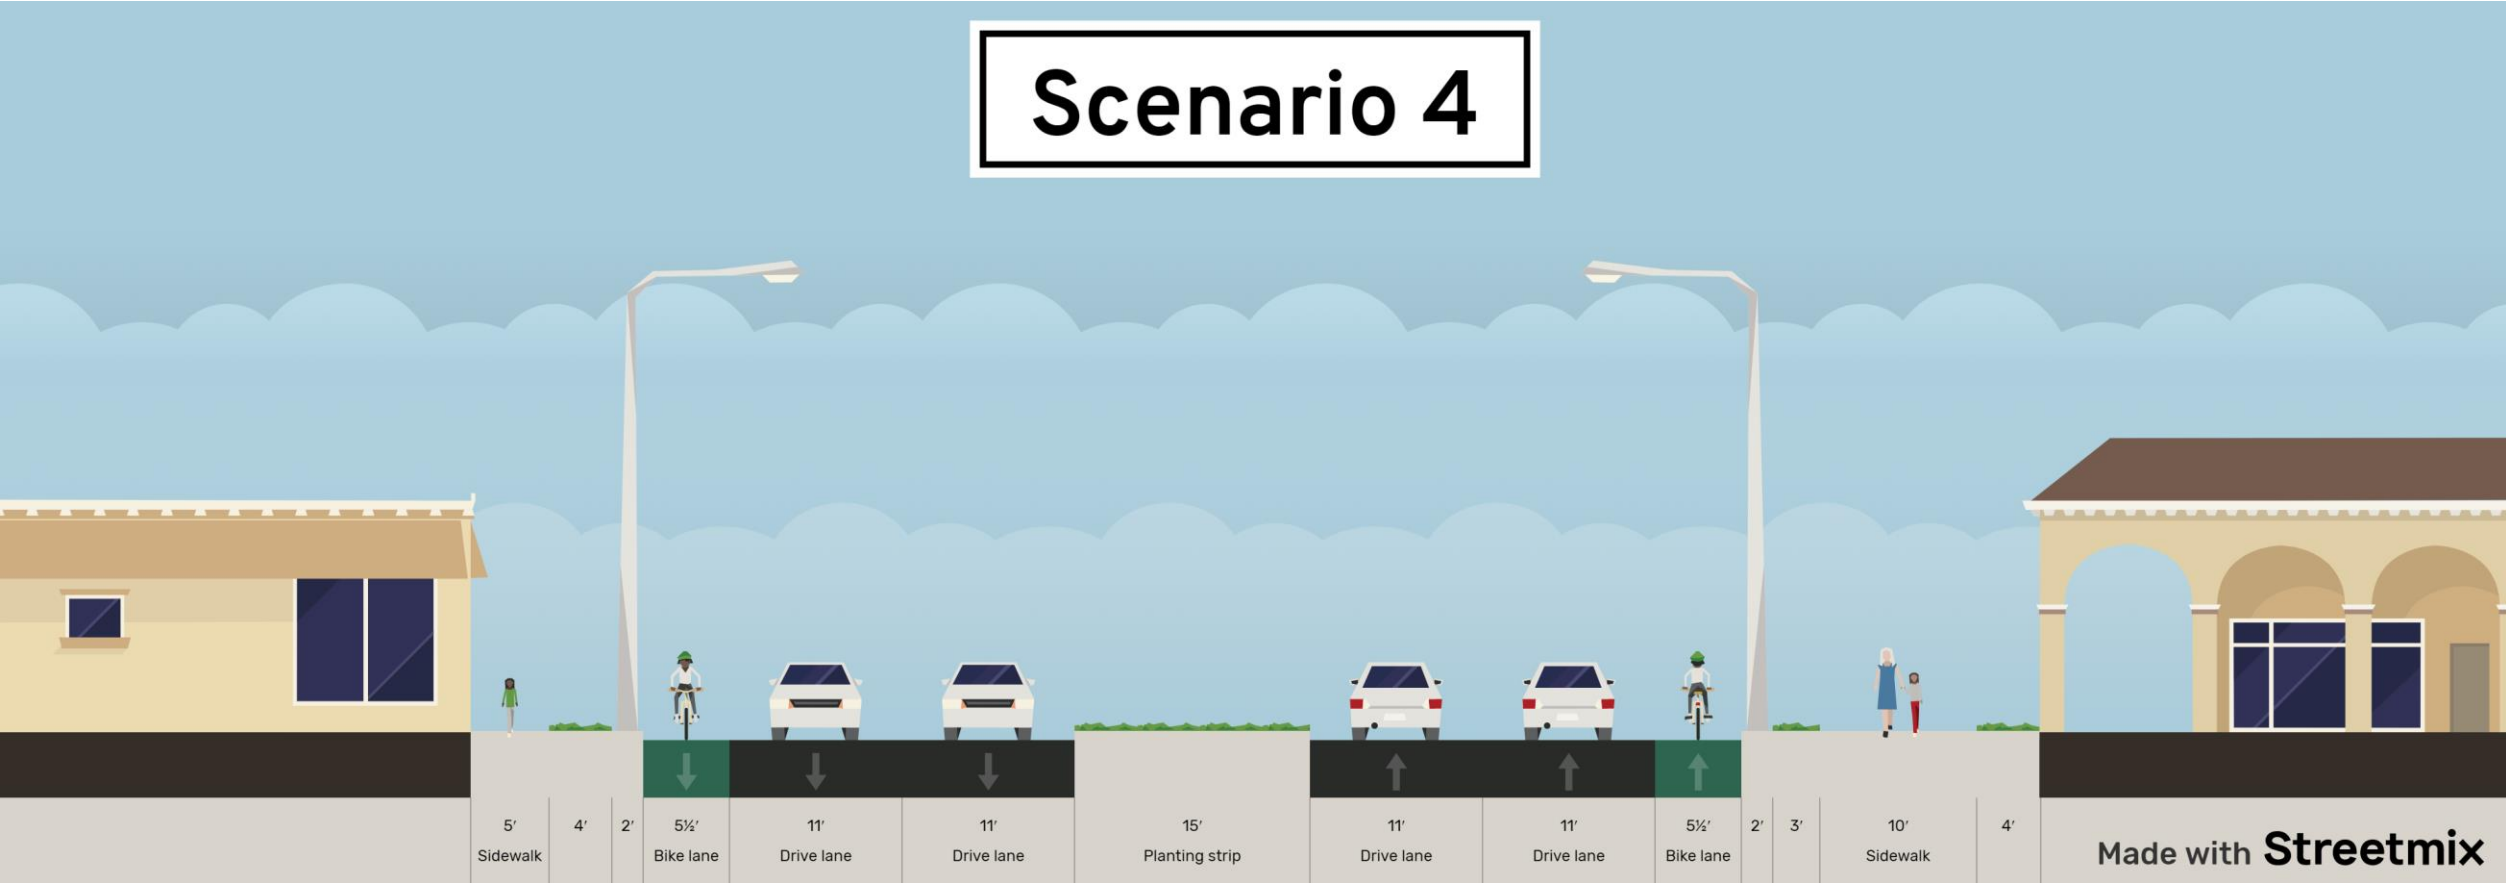 Scenario 4
5′ 4′ 2′ 5½′ 11′ 11′ 15′ 11′ 11′ 5½′ 2′ 3′ 10′ 4′
Sidewalk Bike lane Drive lane Drive lane Planting strip Drive lane Drive lane Bike lane Sidewalk
Made with Streetmix